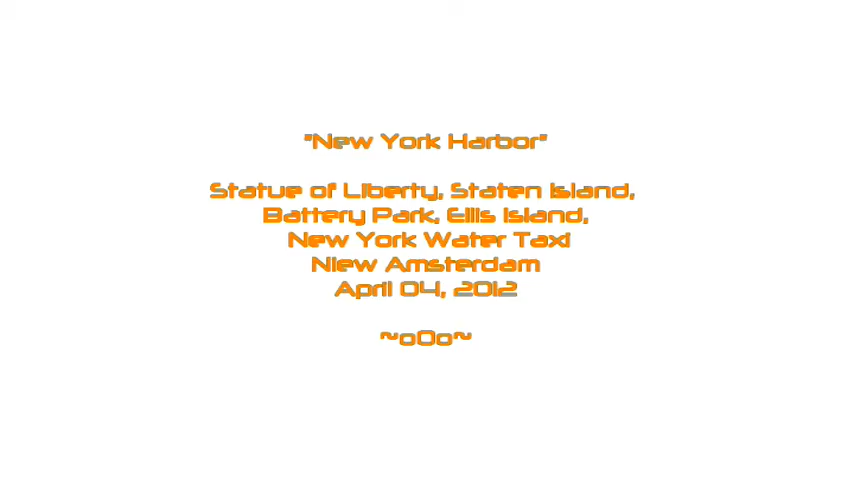 "New York Harbor"
Statue of Liberty, Staten Island,
Battery Park, Ellis Island,
New York Water Taxi
Niew Amsterdam
April 04, 2012
~oOo~